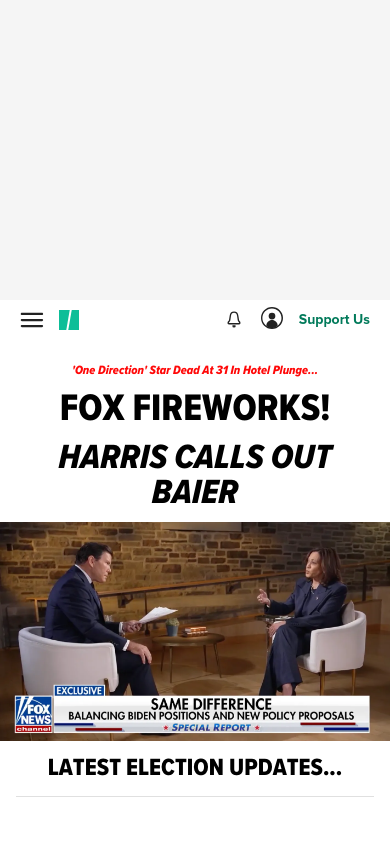 Support Us
'One Direction' Star Dead At 31 In Hotel Plunge...
FOX FIREWORKS!
HARRIS CALLS OUT
BAIER
EXCLUSIVE
FOX
NEWS
channel
SAME DIFFERENCE
BALANCING BIDEN POSITIONS AND NEW POLICY PROPOSALS
SPECIAL REPORT
LATEST ELECTION UPDATES...